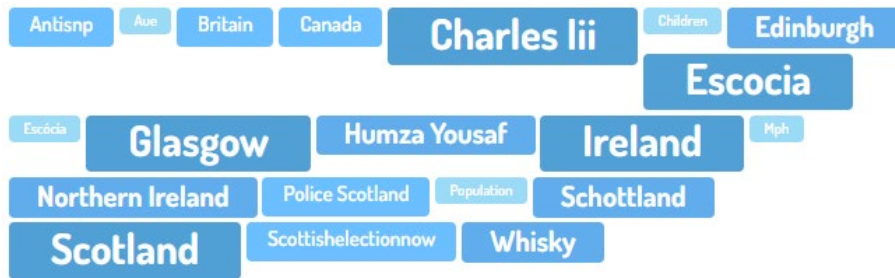 Antisnp Aue Britain Canada Charles Iii Children Edinburgh
Escocia
Escócia Glasgow Humza Yousaf Ireland Mph
Northern Ireland Police Scotland Population Schottland
Scotland Scottishelectionnow Whisky